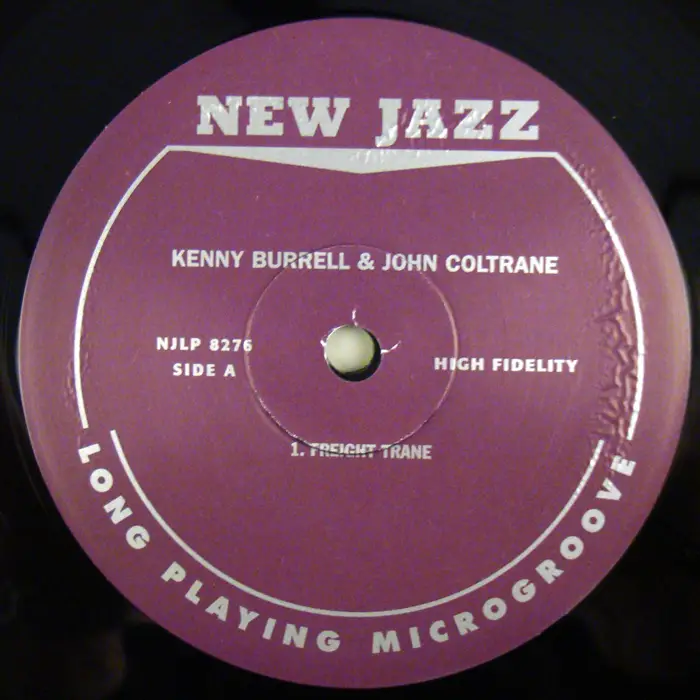 NEW JAZZ
KENNY BURRELL & JOHN COLTRANE
NJLP 8276
SIDE A
HIGH FIDELITY
1. FREIGHT TRANE
LONG PLAYING MICROGROOVE